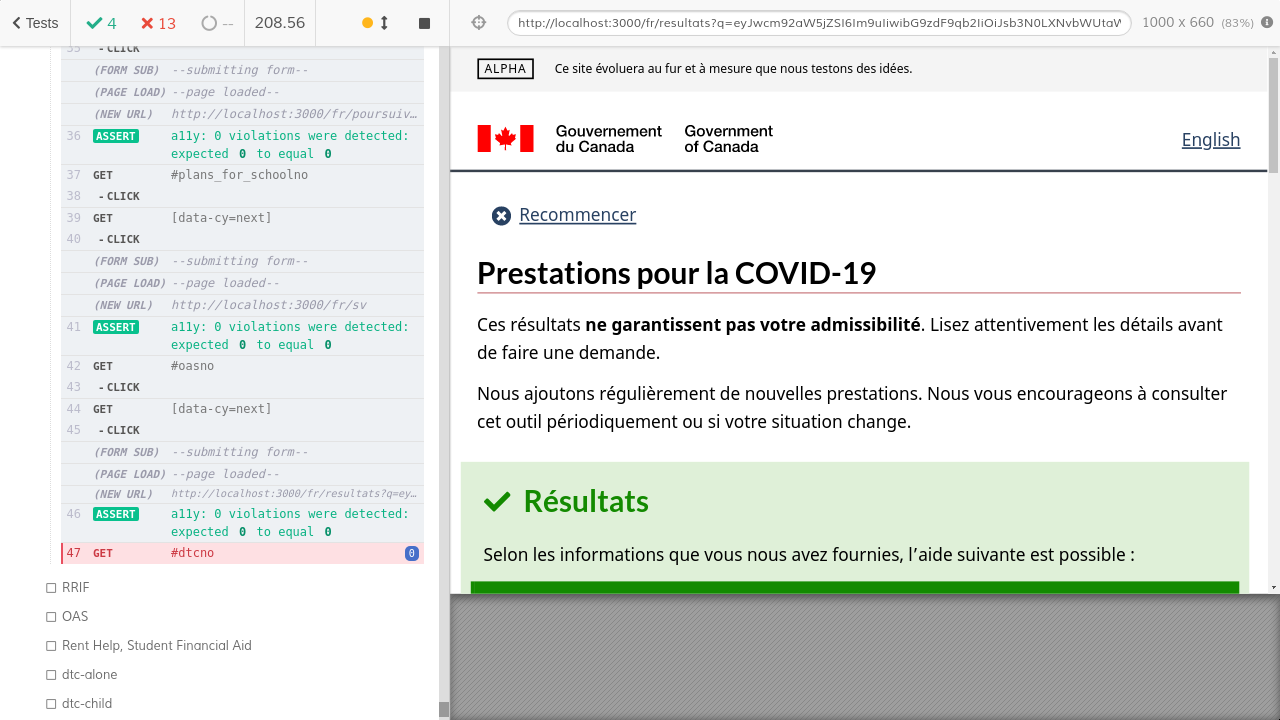 Tests
4
13
--
208.56
http://localhost:3000/fr/resultats?q=eyJwcm92aW5jZSI6Im9udiwibG9zdF9qb2IiOiJsb3N0LXNvbWUtaW
1000 x 660 (83%)
35 - CLICK
(FORM SUB) --submitting form--
(PAGE LOAD) --page loaded--
(NEW URL) http://localhost:3000/fr/poursuiv…
36 ASSERT a11y: 0 violations were detected:
expected 0 to equal 0
37 GET #plans_for_schoolno
38 - CLICK
39 GET [data-cy=next]
40 - CLICK
(FORM SUB) --submitting form--
(PAGE LOAD) --page loaded--
(NEW URL) http://localhost:3000/fr/sv
41 ASSERT a11y: 0 violations were detected:
expected 0 to equal 0
42 GET #oasno
43 - CLICK
44 GET [data-cy=next]
45 - CLICK
(FORM SUB) --submitting form--
(PAGE LOAD) --page loaded--
(NEW URL) http://localhost:3000/fr/resultats?q=ey…
46 ASSERT a11y: 0 violations were detected:
expected 0 to equal 0
47 GET #dtcno 0
RRIF
OAS
Rent Help, Student Financial Aid
dtc-alone
dtc-child
ALPHA Ce site évoluera au fur et à mesure que nous testons des idées.
Gouvernement
du Canada
Government
of Canada
English
Recommencer
Prestations pour la COVID-19
Ces résultats ne garantissent pas votre admissibilité. Lisez attentivement les détails avant
de faire une demande.
Nous ajoutons régulièrement de nouvelles prestations. Nous vous encourageons à consulter
cet outil périodiquement ou si votre situation change.
Résultats
Selon les informations que vous nous avez fournies, l’aide suivante est possible :